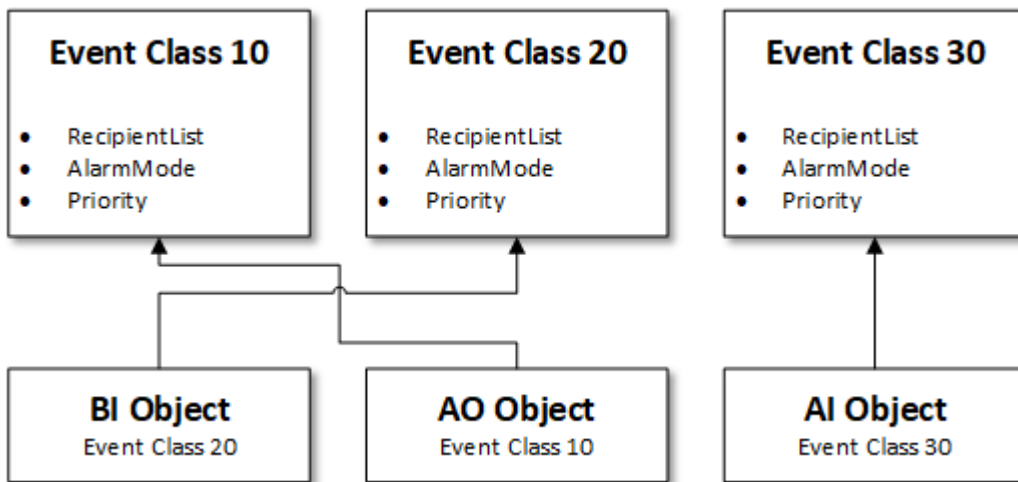 Event Class 10
• RecipientList
• AlarmMode
• Priority
Event Class 20
• RecipientList
• AlarmMode
• Priority
Event Class 30
• RecipientList
• AlarmMode
• Priority
BI Object
Event Class 20
AO Object
Event Class 10
AI Object
Event Class 30